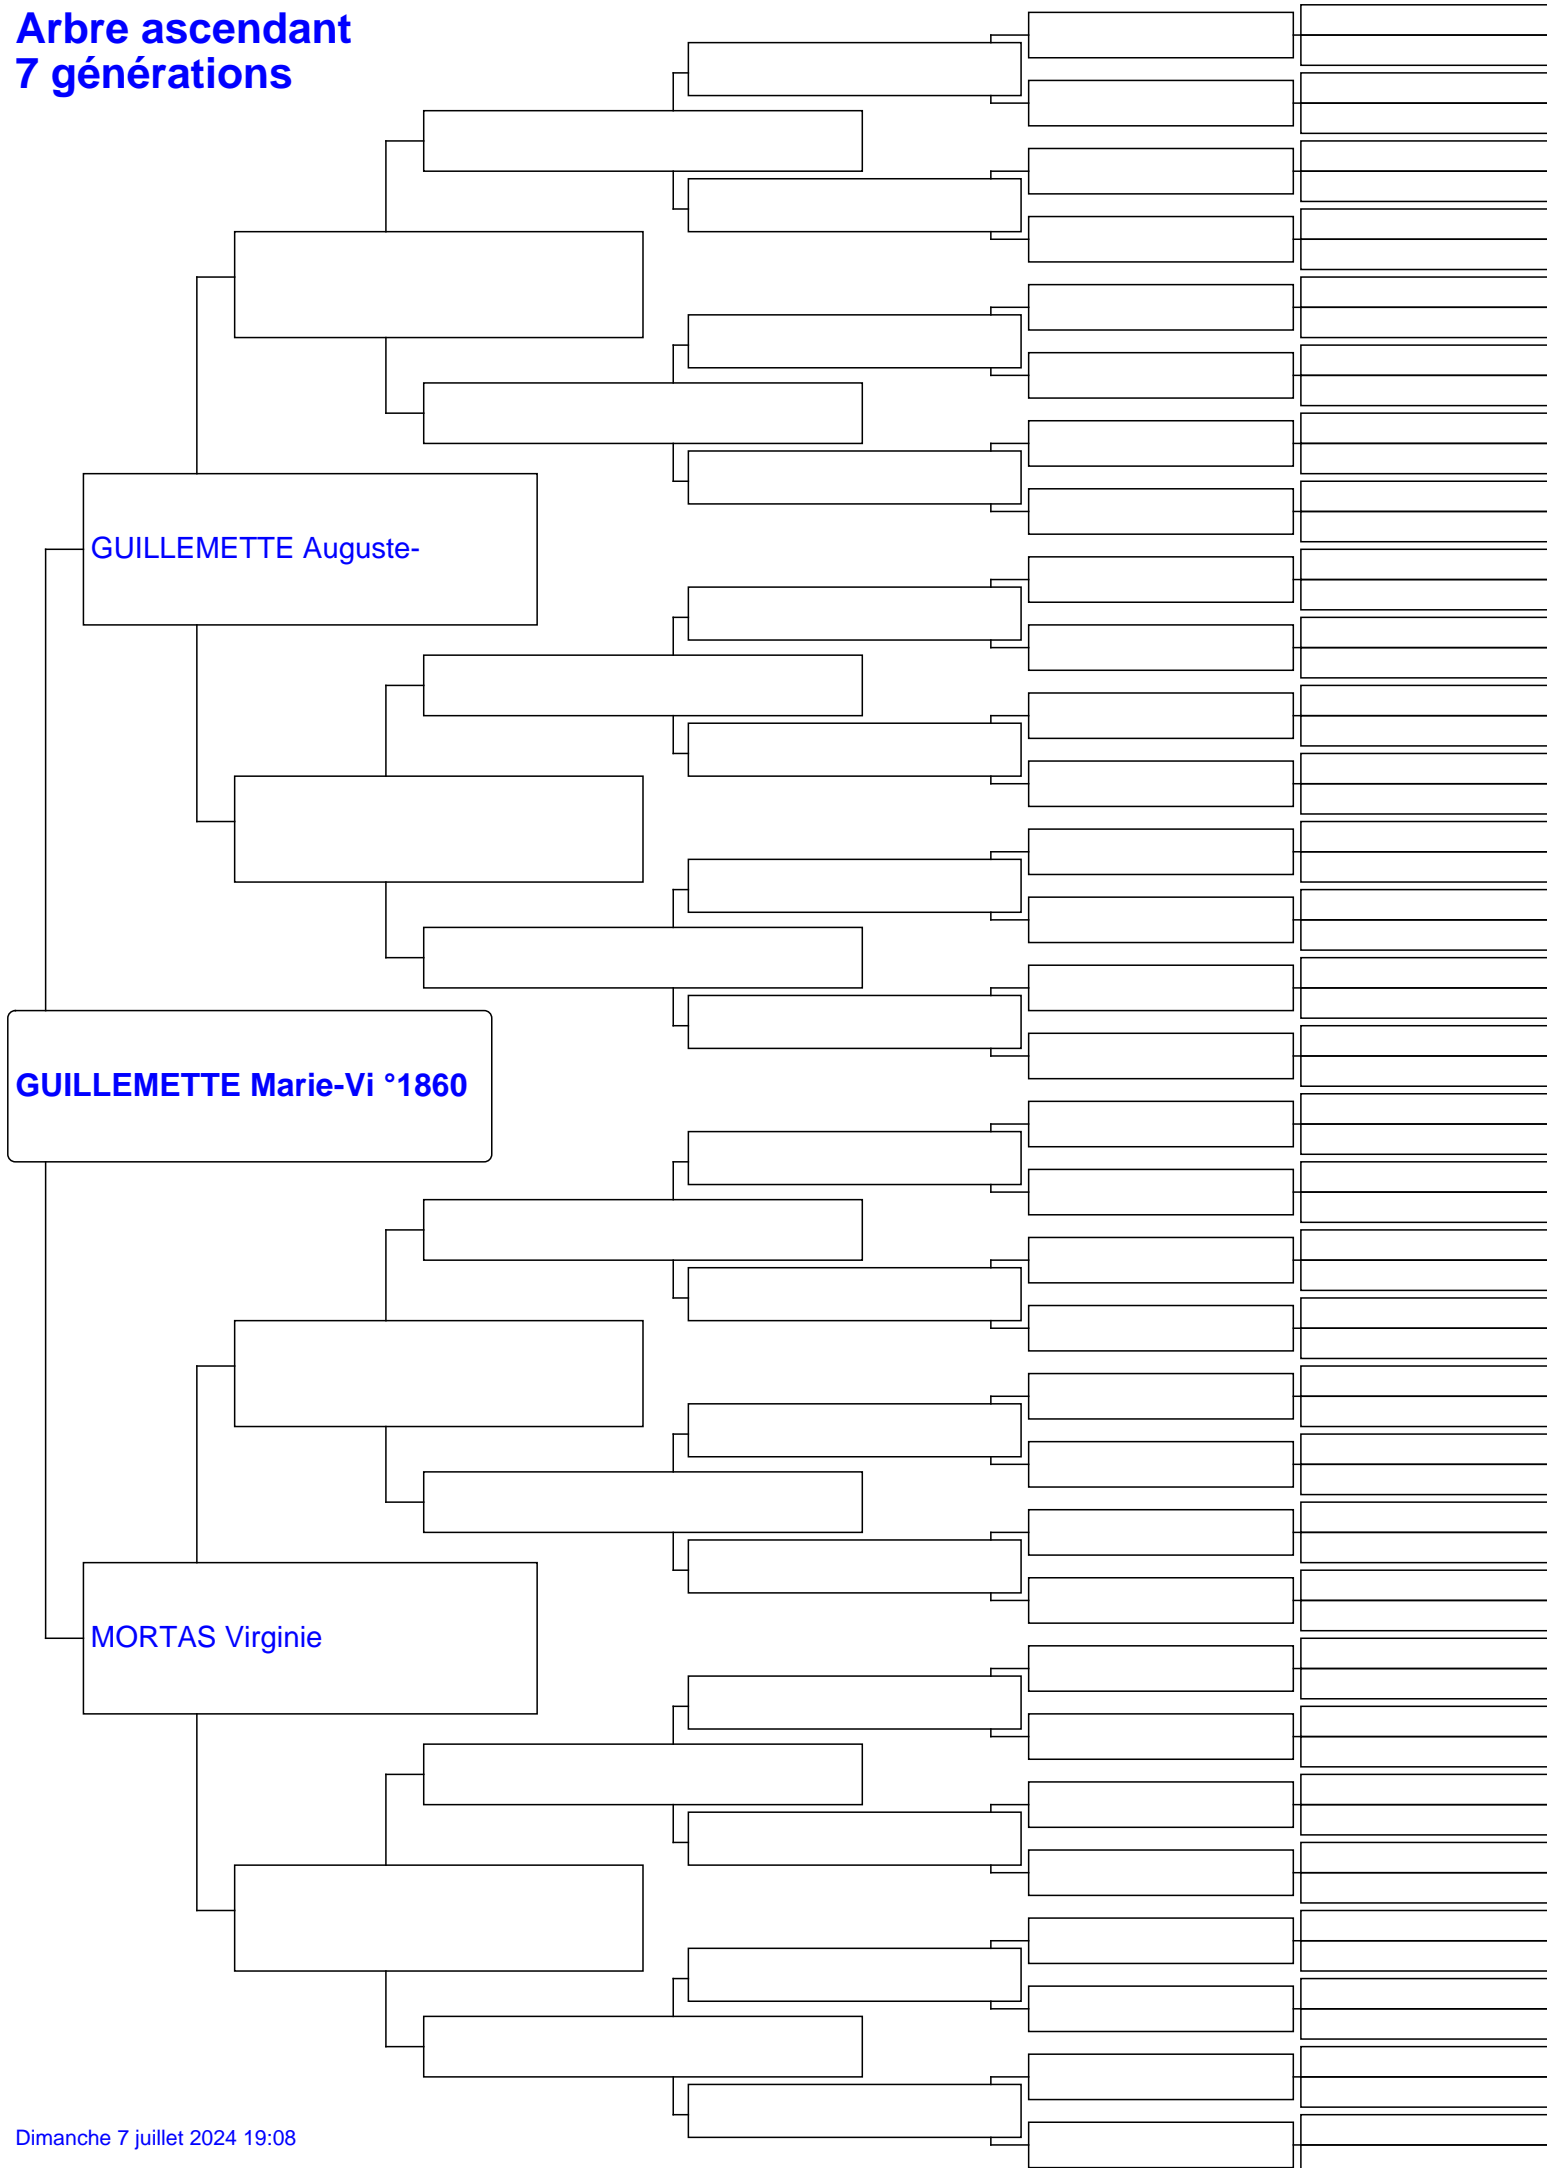 Arbre ascendant
7 générations
GUILLEMETTE Auguste-
GUILLEMETTE Marie-Vi °1860
MORTAS Virginie
Dimanche 7 juillet 2024 19:08